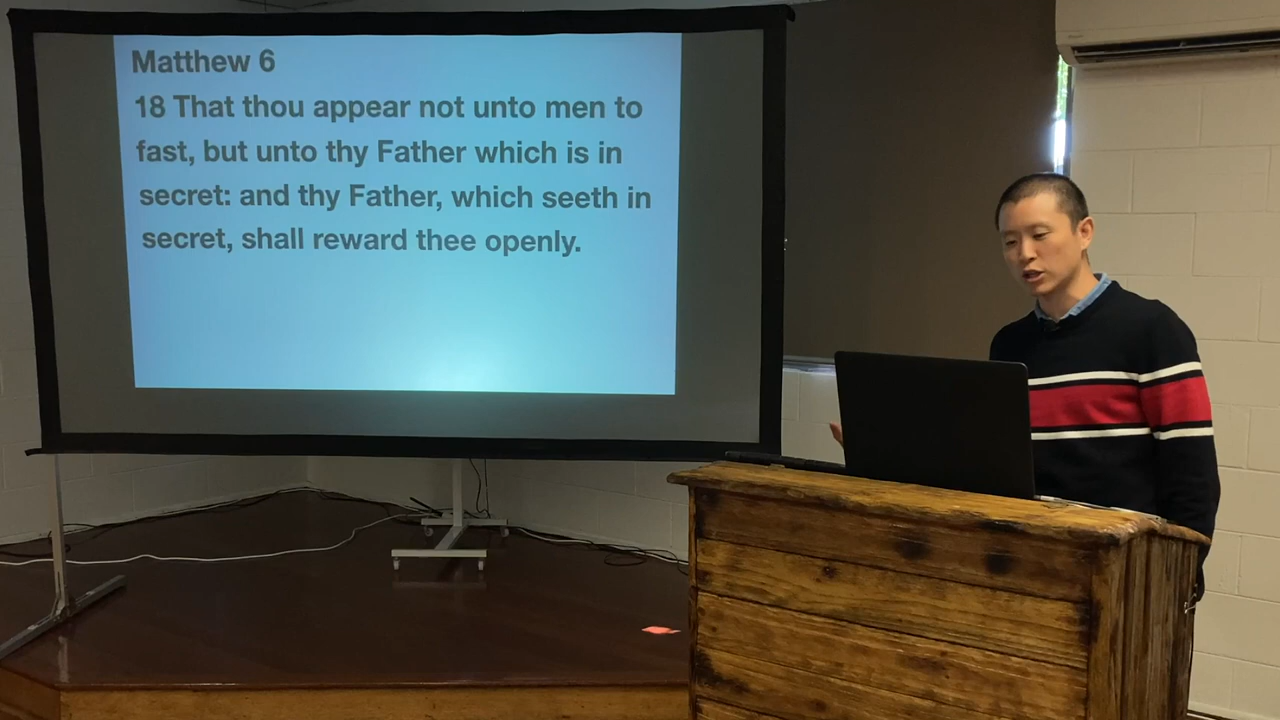 Matthew 6
18 That thou appear not unto men to
fast, but unto thy Father which is in
secret: and thy Father, which seeth in
secret, shall reward thee openly.